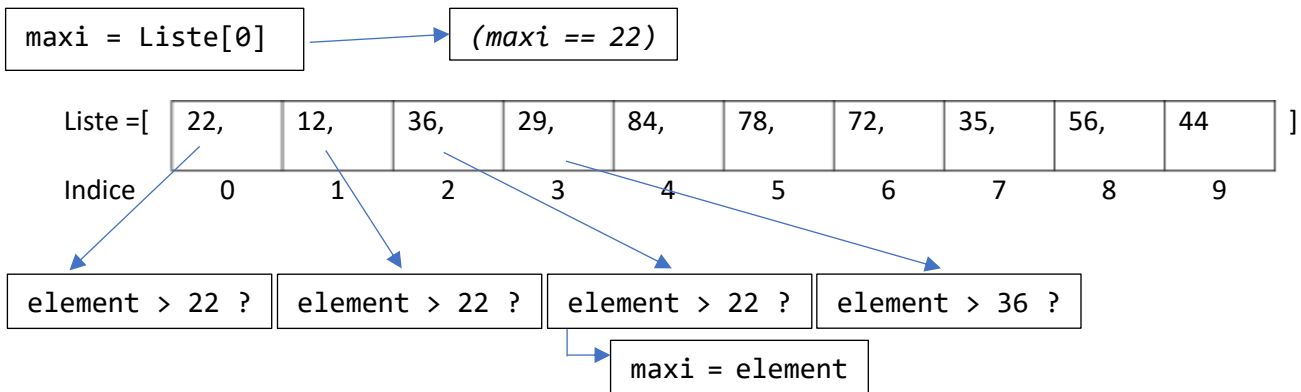 maxi = Liste[0] (maxi == 22)
Liste =[ 22, 12, 36, 29, 84, 78, 72, 35, 56, 44 ]
Indice 0 1 2 3 4 5 6 7 8 9
element > 22 ? element > 22 ? element > 22 ? element > 36 ?
maxi = element